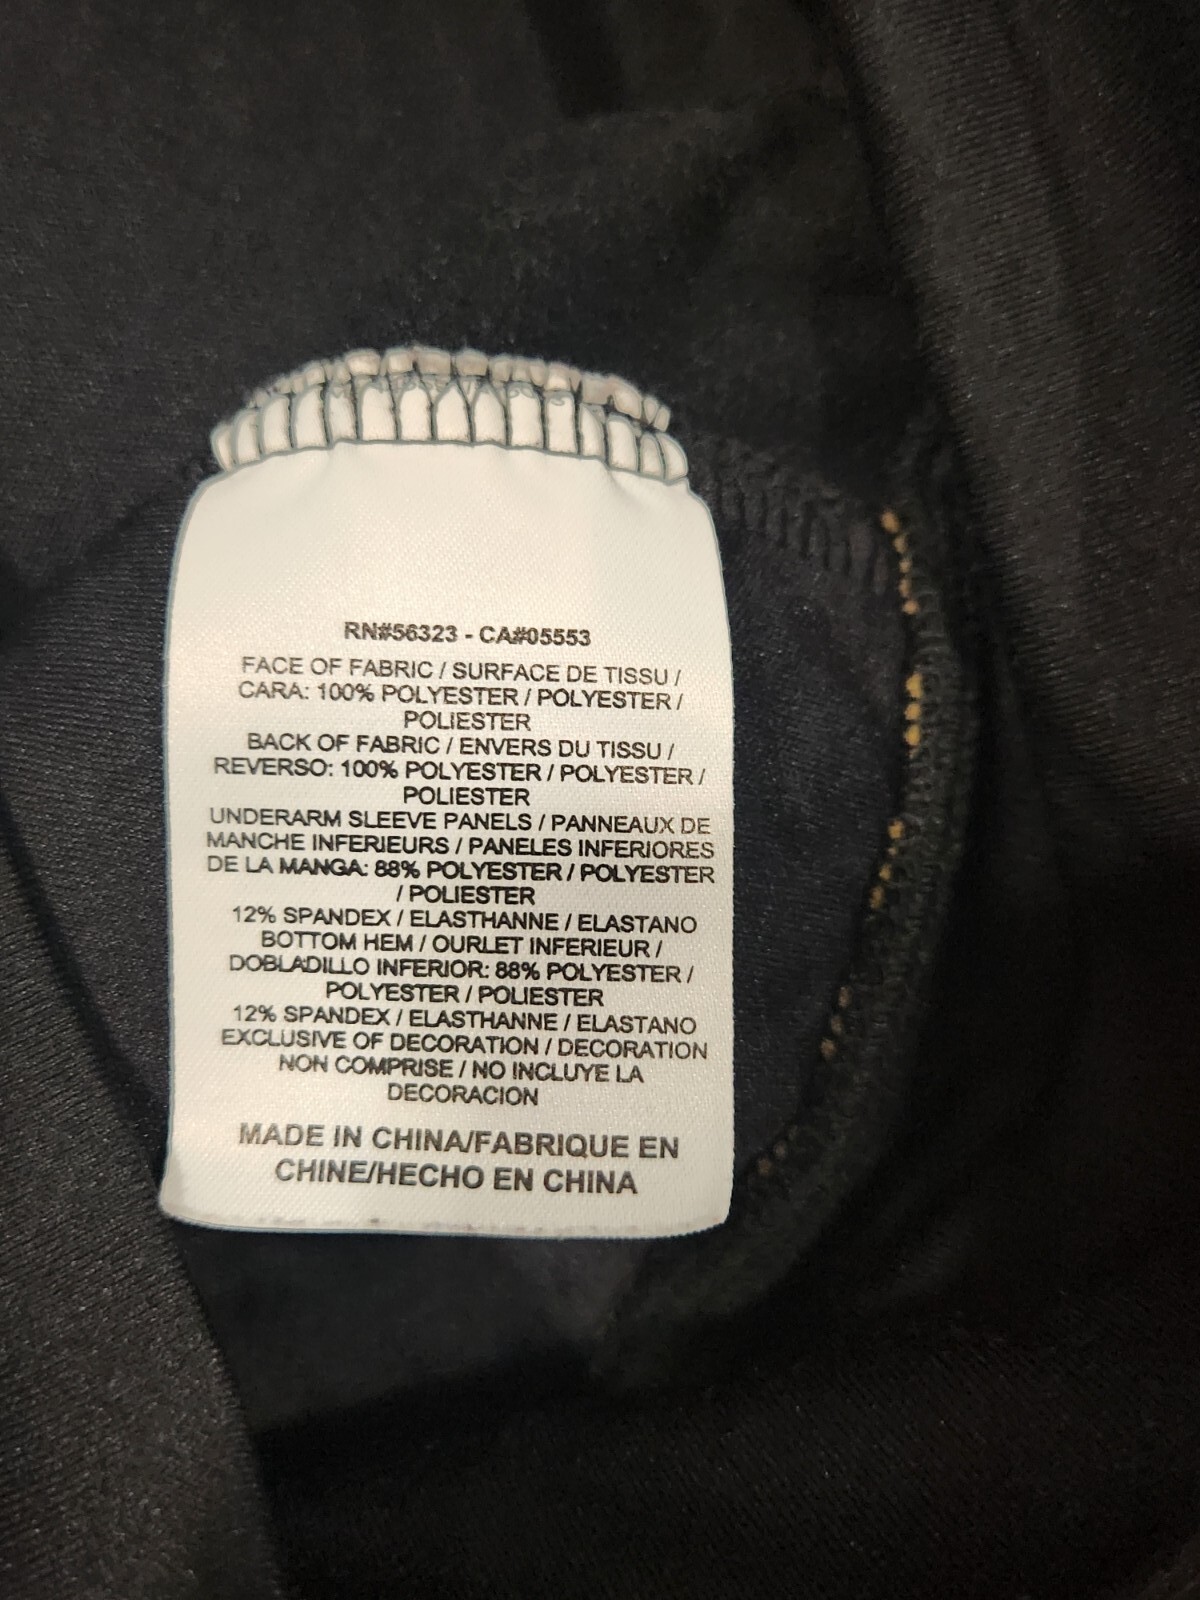 RN#56323 - CA#05553
FACE OF FABRIC / SURFACE DE TISSU /
CARA: 100% POLYESTER / POLYESTER /
POLIESTER
BACK OF FABRIC / ENVERS DU TISSU /
REVERSO: 100% POLYESTER / POLYESTER /
POLIESTER
UNDERARM SLEEVE PANELS / PANNEAUX DE
MANCHE INFERIEURS / PANELES INFERIORES
DE LA MANGA: 88% POLYESTER / POLYESTER
/ POLIESTER
12% SPANDEX / ELASTHANNE / ELASTANO
BOTTOM HEM / OURLET INFERIEUR /
DOBLADILLO INFERIOR: 88% POLYESTER /
POLYESTER / POLIESTER
12% SPANDEX / ELASTHANNE / ELASTANO
EXCLUSIVE OF DECORATION / DECORATION
NON COMPRISE / NO INCLUYE LA
DECORACION
MADE IN CHINA/FABRIQUE EN
CHINE/HECHO EN CHINA